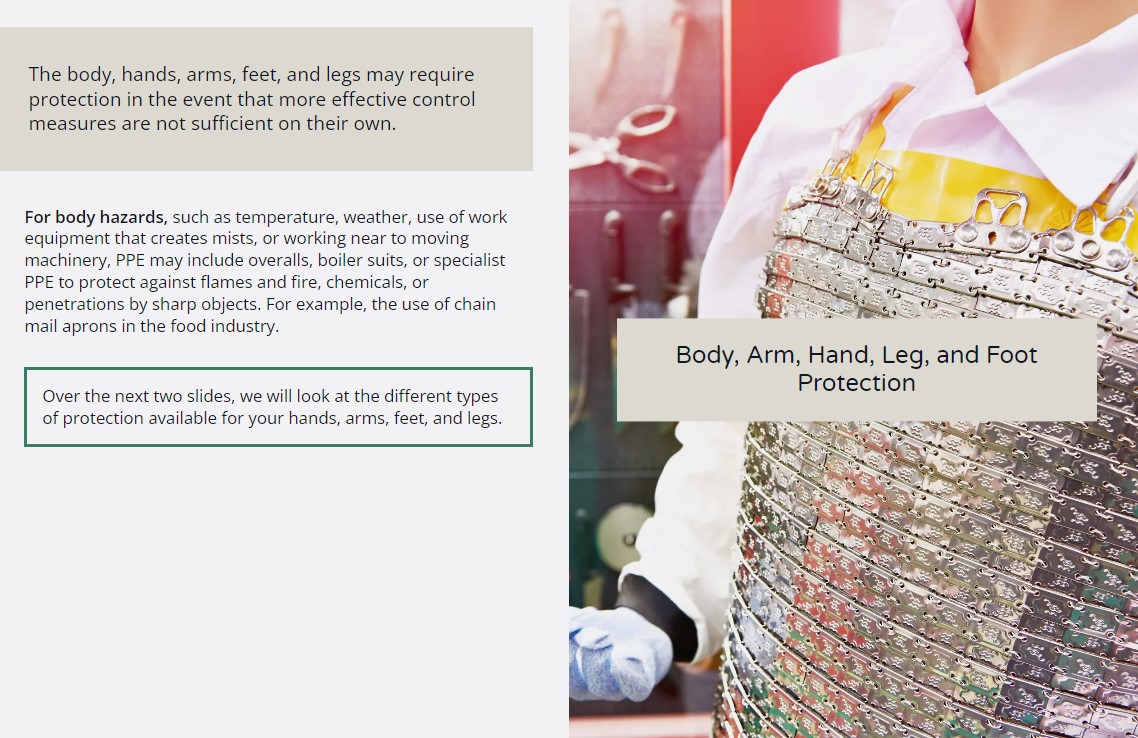 The body, hands, arms, feet, and legs may require
protection in the event that more effective control
measures are not sufficient on their own.
For body hazards, such as temperature, weather, use of work
equipment that creates mists, or working near to moving
machinery, PPE may include overalls, boiler suits, or specialist
PPE to protect against flames and fire, chemicals, or
penetrations by sharp objects. For example, the use of chain
mail aprons in the food industry.
Over the next two slides, we will look at the different types
of protection available for your hands, arms, feet, and legs.
Body, Arm, Hand, Leg, and Foot
Protection